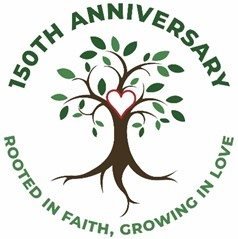 150TH ANNIVERSARY
ROOTED IN FAITH, GROWING IN LOVE